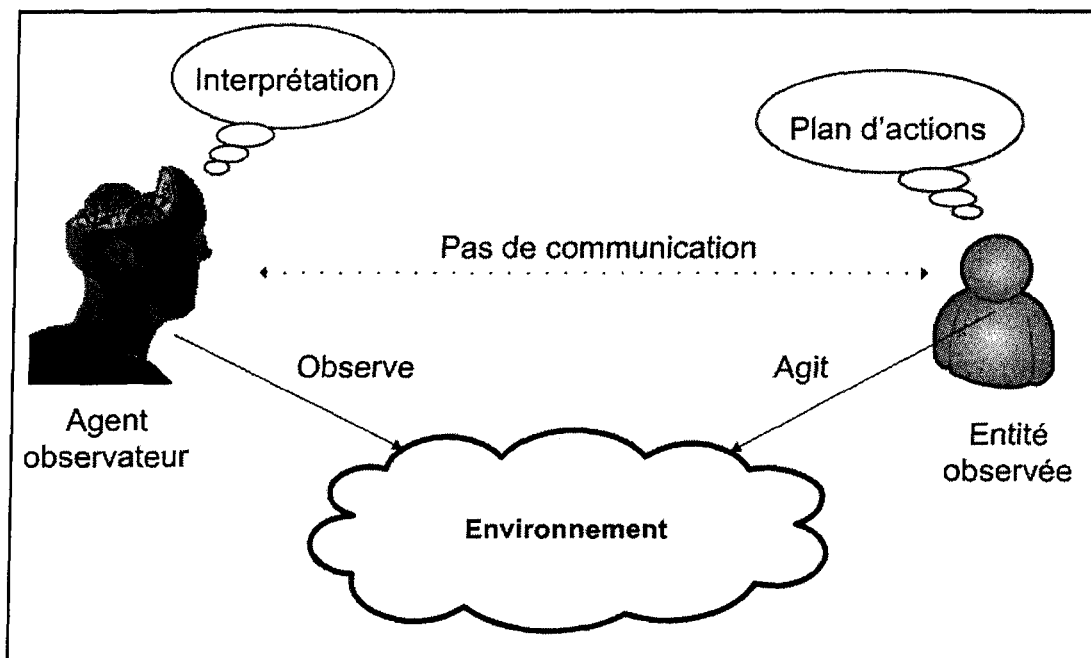 Interprétation
Plan d'actions
Pas de communication
Observe
Agit
Agent
observateur
Entité
observée
Environnement